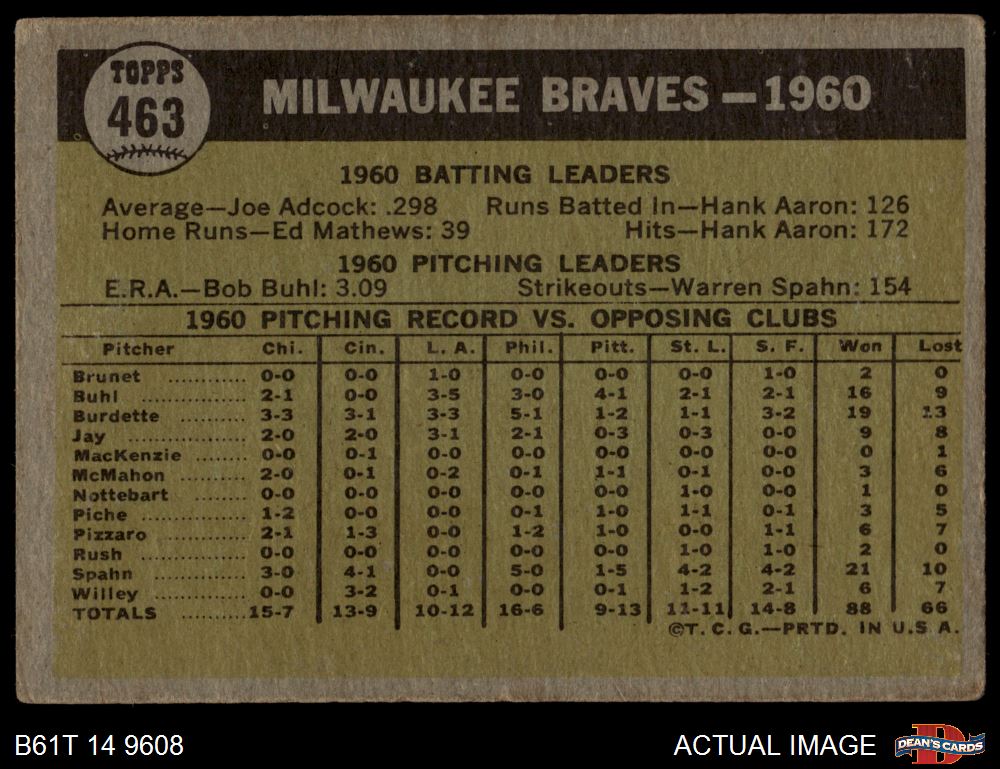 TOPPS
463
MILWAUKEE BRAVES — 1960
1960 BATTING LEADERS
Average—Joe Adcock: .298 Runs Batted In—Hank Aaron: 126
Home Runs—Ed Mathews: 39 Hits—Hank Aaron: 172
1960 PITCHING LEADERS
E.R.A.—Bob Buhl: 3.09 Strikeouts—Warren Spahn: 154
1960 PITCHING RECORD VS. OPPOSING CLUBS
Pitcher Chi. Cin. L. A. Phil. Pitt. St. L. S. F. Won Lost
Brunet ............ 0-0 0-0 1-0 0-0 0-0 0-0 1-0 2 0
Buhl ............... 2-1 0-0 3-5 3-0 4-1 2-1 2-1 16 9
Burdette .......... 3-3 3-1 3-3 5-1 1-2 1-1 3-2 19 13
Jay .................. 2-0 2-0 3-1 2-1 0-3 0-3 0-0 9 8
MacKenzie ........ 0-0 0-1 0-0 0-0 0-0 0-0 0-0 0 1
McMahon .......... 2-0 0-1 0-2 0-1 1-1 0-1 0-0 3 6
Nottebart ........ 0-0 0-0 0-0 0-0 0-0 1-0 0-0 1 0
Piche ................ 1-2 0-0 0-0 0-1 1-0 1-1 0-1 3 5
Pizzaro ............ 2-1 1-3 0-0 1-2 1-0 0-0 1-1 6 7
Rush ................ 0-0 0-0 0-0 0-0 0-0 1-0 1-0 2 0
Spahn .............. 3-0 4-1 0-0 5-0 1-5 4-2 4-2 21 10
Willey .............. 0-0 3-2 0-1 0-0 0-1 1-2 2-1 6 7
TOTALS .......... 15-7 13-9 10-12 16-6 9-13 11-11 14-8 88 66
©T. C. G.—PRTD. IN U.S A.
B61T 14 9608 ACTUAL IMAGE DEAN'S CARDS